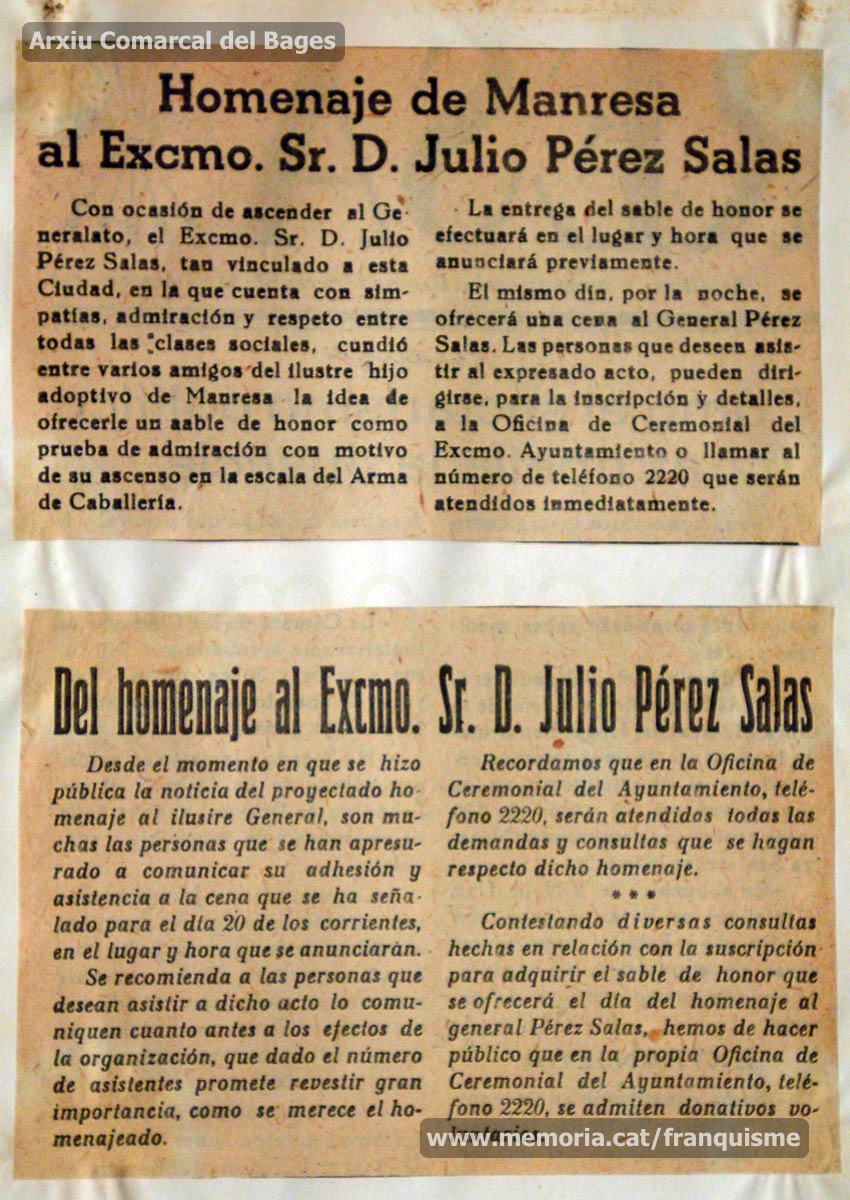 Arxiu Comarcal del Bages
Homenaje de Manresa
al Excmo. Sr. D. Julio Pérez Salas
Con ocasión de ascender al Ge-
neralato, el Excmo. Sr. D. Julio
Pérez Salas, tan vinculado a esta
Ciudad, en la que cuenta con sim-
patías, admiración y respeto entre
todas las clases sociales, cundió
entre varios amigos del ilustre hijo
adoptivo de Manresa la idea de
ofrecerle un aable de honor como
prueba de admiración con motivo
de su ascenso en la escala del Arma
de Caballería.
La entrega del sable de honor se
efectuará en el lugar y hora que se
anunciará previamente.
El mismo día, por la noche, se
ofrecerá una cena al General Pérez
Salas. Las personas que deseen asis-
tir al expresado acto, pueden diri-
girse, para la inscripción y detalles,
a la Oficina de Ceremonial del
Excmo. Ayuntamiento o llamar al
número de teléfono 2220 que serán
atendidos inmediatamente.
Del homenaje al Excmo. Sr. D. Julio Pérez Salas
Desde el momento en que se hizo
pública la noticia del proyectado ho-
menaje al ilusire General, son mu-
chas las personas que se han apresu-
rado a comunicar su adhesión y
asistencia a la cena que se ha seña-
lado para el día 20 de los corrientes,
en el lugar y hora que se anunciarán.
Se recomienda a las personas que
desean asistir a dicho acto lo comu-
niquen cuanto antes a los efectos de
la organización, que dado el número
de asistentes promete revestir gran
importancia, como se merece el ho-
menajeado.
Recordamos que en la Oficina de
Ceremonial del Ayuntamiento, telé-
fono 2220, serán atendidos todas las
demandas y consultas que se hagan
respecto dicho homenaje.
* * *
Contestando diversas consultas
hechas en relación con la suscripción
para adquirir el sable de honor que
se ofrecerá el día del homenaje al
general Pérez Salas, hemos de hacer
público que en la propia Oficina de
Ceremonial del Ayuntamiento, telé-
fono 2220, se admiten donativos vo-
www.memoria.cat/franquisme